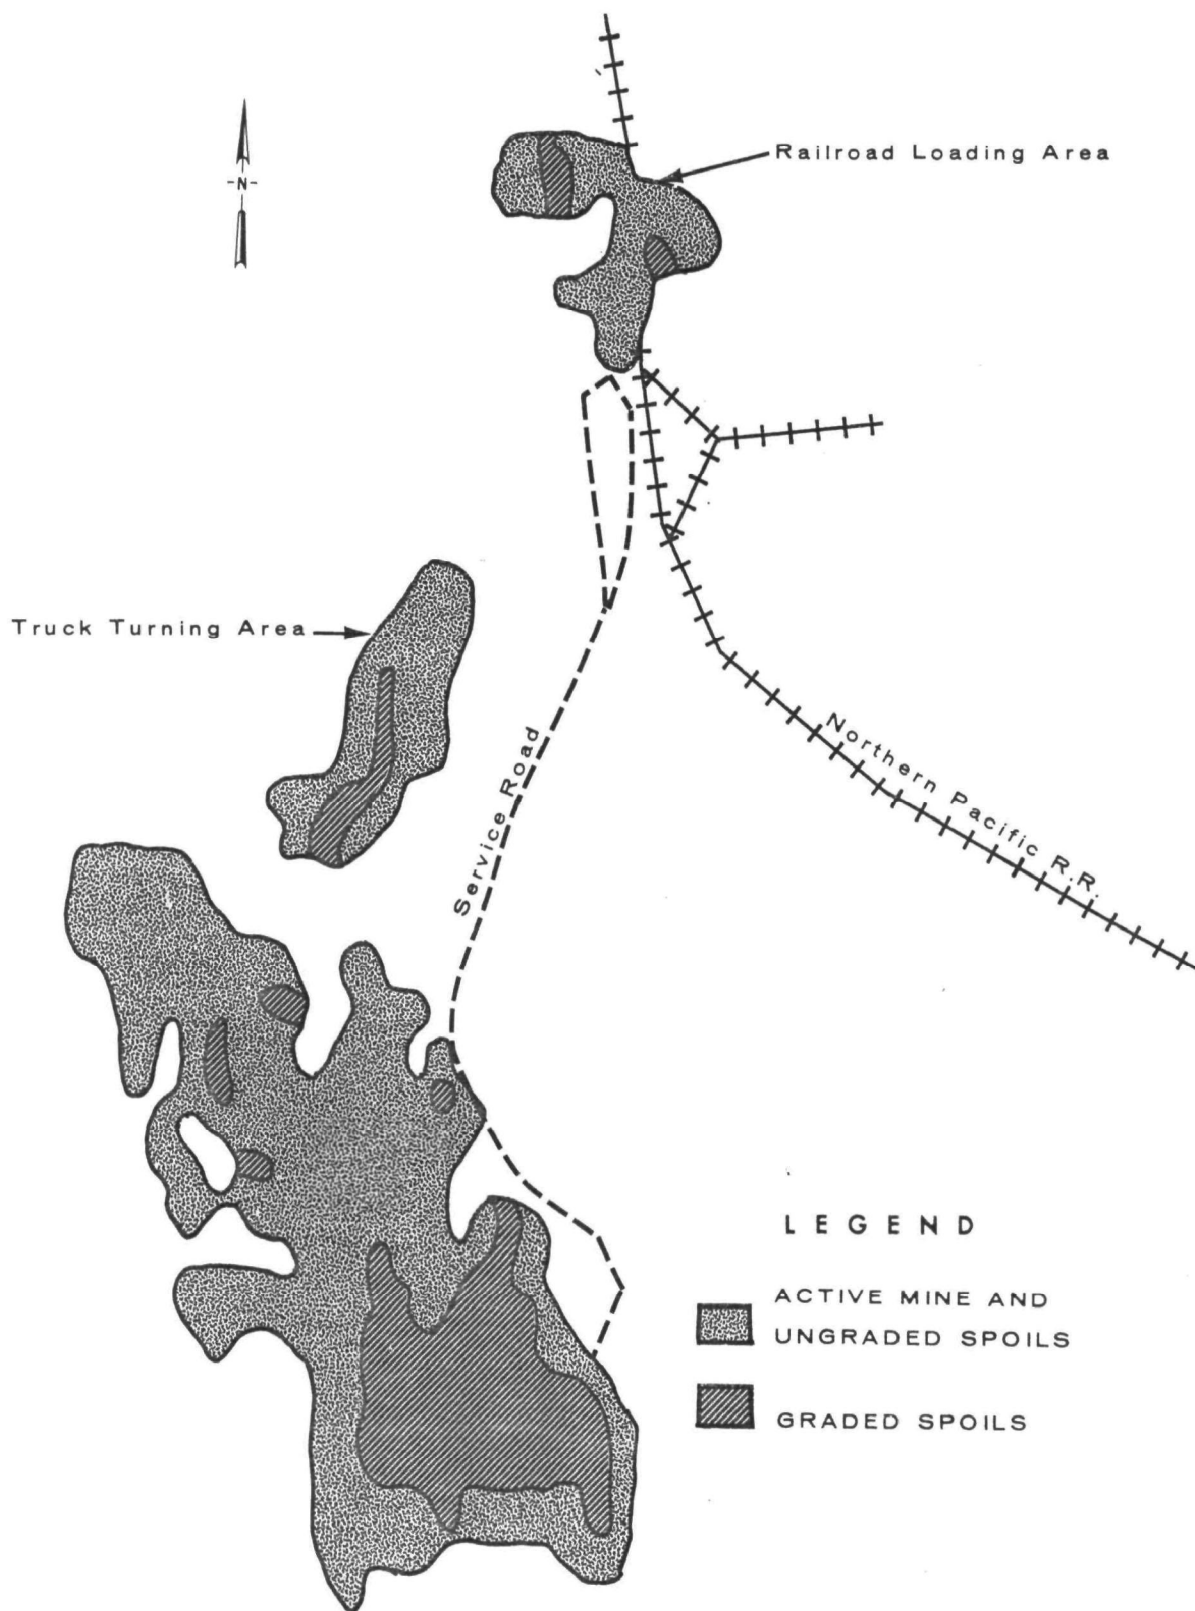 N
Railroad Loading Area
Truck Turning Area
Service Road
Northern Pacific R.R.
LEGEND
ACTIVE MINE AND
UNGRADED SPOILS
GRADED SPOILS